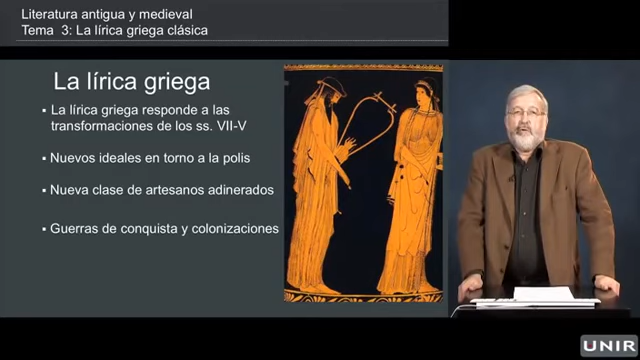 Literatura antigua y medieval
Tema 3: La lírica griega clásica
La lírica griega
▪ La lírica griega responde a las
transformaciones de los ss. VII-V
▪ Nuevos ideales en torno a la polis
▪ Nueva clase de artesanos adinerados
▪ Guerras de conquista y colonizaciones
UNIR